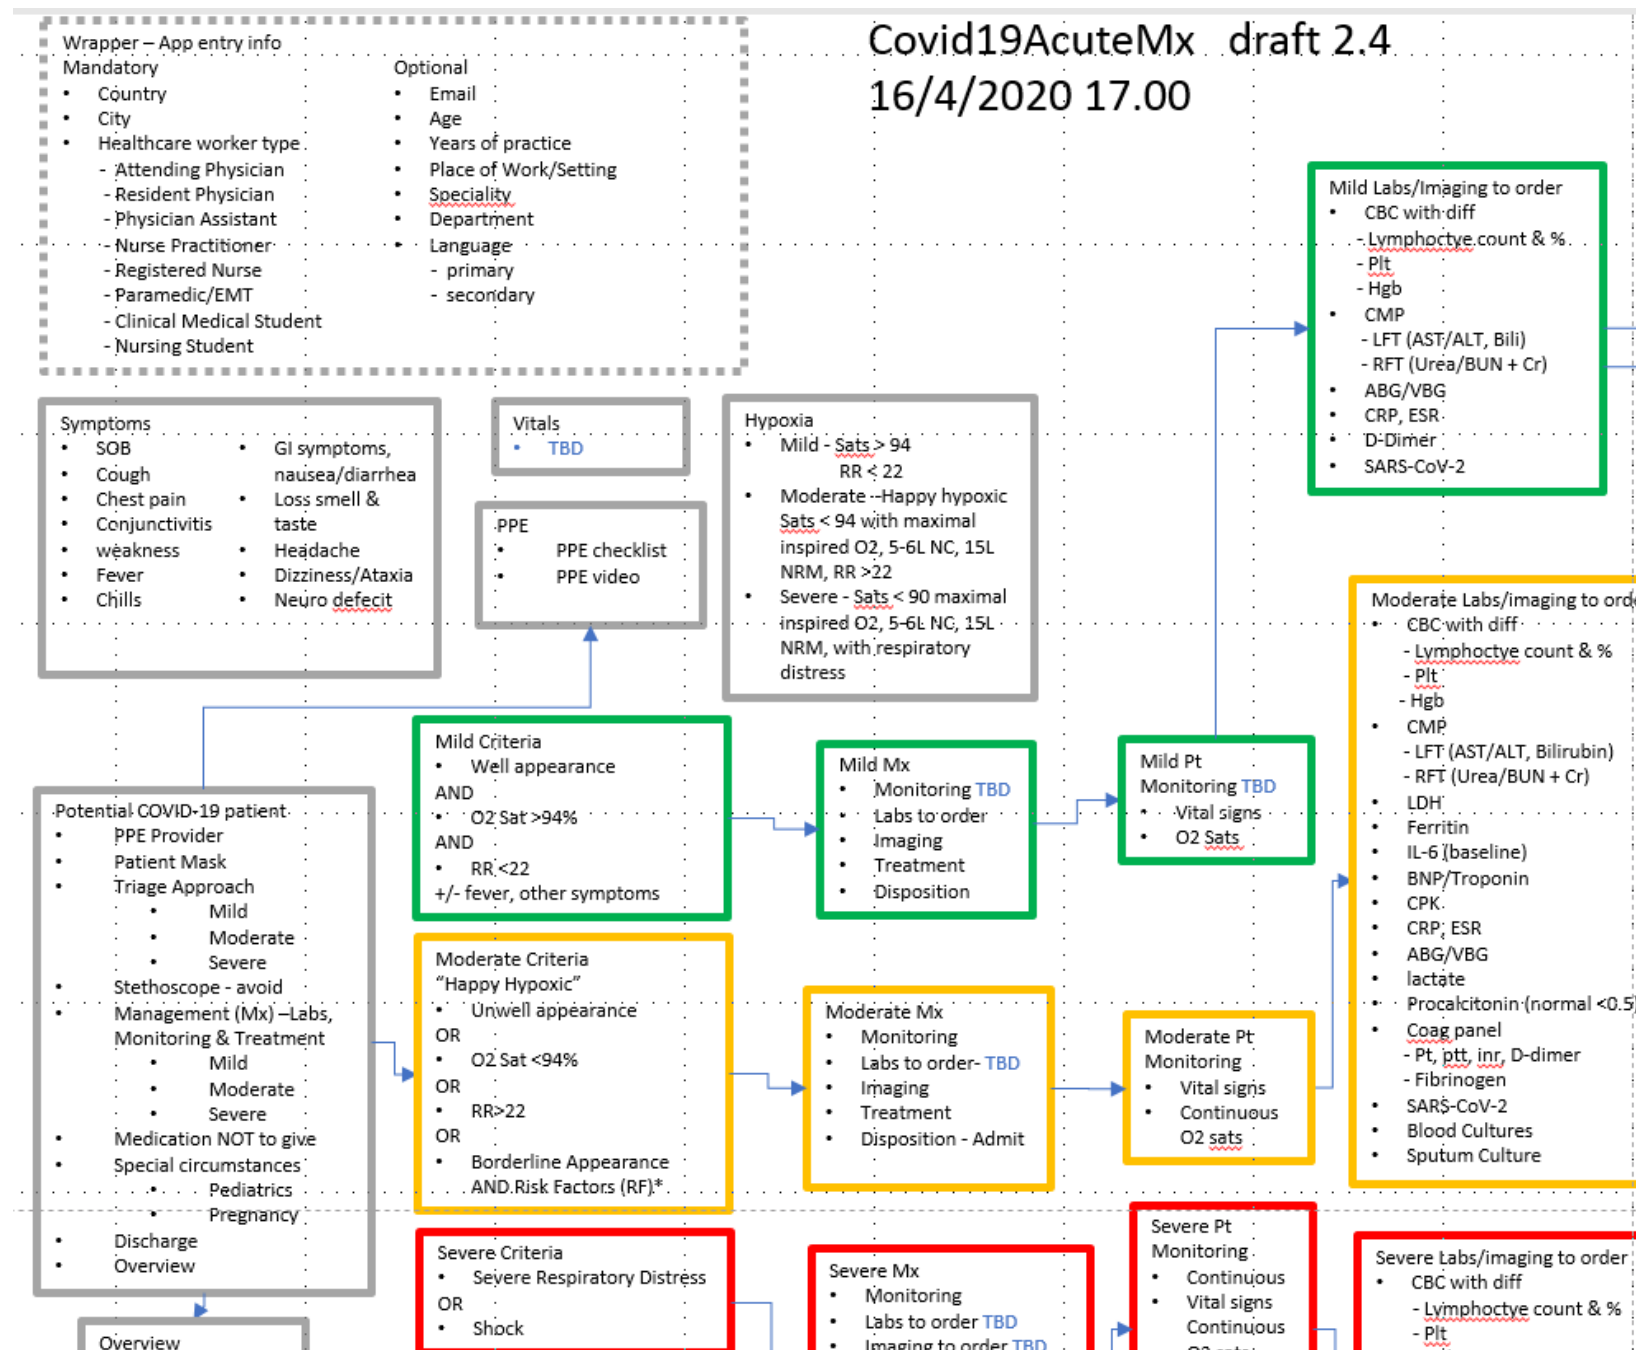 Covid19AcuteMx draft 2.4
16/4/2020 17.00
Wrapper – App entry info
Mandatory
• Country
• City
• Healthcare worker type
- Attending Physician
- Resident Physician
- Physician Assistant
- Nurse Practitioner
- Registered Nurse
- Paramedic/EMT
- Clinical Medical Student
- Nursing Student
Optional
• Email
• Age
• Years of practice
• Place of Work/Setting
• Speciality
• Department
• Language
- primary
- secondary
Symptoms
• SOB
• Cough
• Chest pain
• Conjunctivitis
• weakness
• Fever
• Chills
• GI symptoms,
nausea/diarrhea
• Loss smell &
taste
• Headache
• Dizziness/Ataxia
• Neuro defecit
Vitals
• TBD
PPE
• PPE checklist
• PPE video
Hypoxia
• Mild - Sats > 94
RR < 22
• Moderate --Happy hypoxic
Sats < 94 with maximal
inspired O2, 5-6L NC, 15L
NRM, RR >22
• Severe - Sats < 90 maximal
inspired O2, 5-6L NC, 15L
NRM, with respiratory
distress
Mild Labs/Imaging to order
• CBC with diff
- Lymphoctye count & %
- Plt
- Hgb
• CMP
- LFT (AST/ALT, Bili)
- RFT (Urea/BUN + Cr)
• ABG/VBG
• CRP, ESR
• D-Dimer
• SARS-CoV-2
Potential COVID-19 patient
• PPE Provider
• Patient Mask
• Triage Approach
• Mild
• Moderate
• Severe
• Stethoscope - avoid
• Management (Mx) –Labs,
Monitoring & Treatment
• Mild
• Moderate
• Severe
• Medication NOT to give
• Special circumstances
• Pediatrics
• Pregnancy
• Discharge
• Overview
Overview
Mild Criteria
• Well appearance
AND
• O2 Sat >94%
AND
• RR <22
+/- fever, other symptoms
Mild Mx
• Monitoring TBD
• Labs to order
• Imaging
• Treatment
• Disposition
Mild Pt
Monitoring TBD
• Vital signs
• O2 Sats
Moderate Criteria
“Happy Hypoxic”
• Unwell appearance
OR
• O2 Sat <94%
OR
• RR>22
OR
• Borderline Appearance
AND Risk Factors (RF)*
Moderate Mx
• Monitoring
• Labs to order- TBD
• Imaging
• Treatment
• Disposition - Admit
Moderate Pt
Monitoring
• Vital signs
• Continuous
O2 sats
Moderate Labs/imaging to orde
• CBC with diff
- Lymphoctye count & %
- Plt
- Hgb
• CMP
- LFT (AST/ALT, Bilirubin)
- RFT (Urea/BUN + Cr)
• LDH
• Ferritin
• IL-6 (baseline)
• BNP/Troponin
• CPK
• CRP, ESR
• ABG/VBG
• lactate
• Procalcitonin (normal <0.5)
• Coag panel
- Pt, ptt, inr, D-dimer
- Fibrinogen
• SARS-CoV-2
• Blood Cultures
• Sputum Culture
Severe Criteria
• Severe Respiratory Distress
OR
• Shock
Severe Mx
• Monitoring
• Labs to order TBD
• Imaging to order TBD
Severe Pt
Monitoring
• Continuous
• Vital signs
Continuous
O2 sats
Severe Labs/imaging to order
• CBC with diff
- Lymphoctye count & %
- Plt